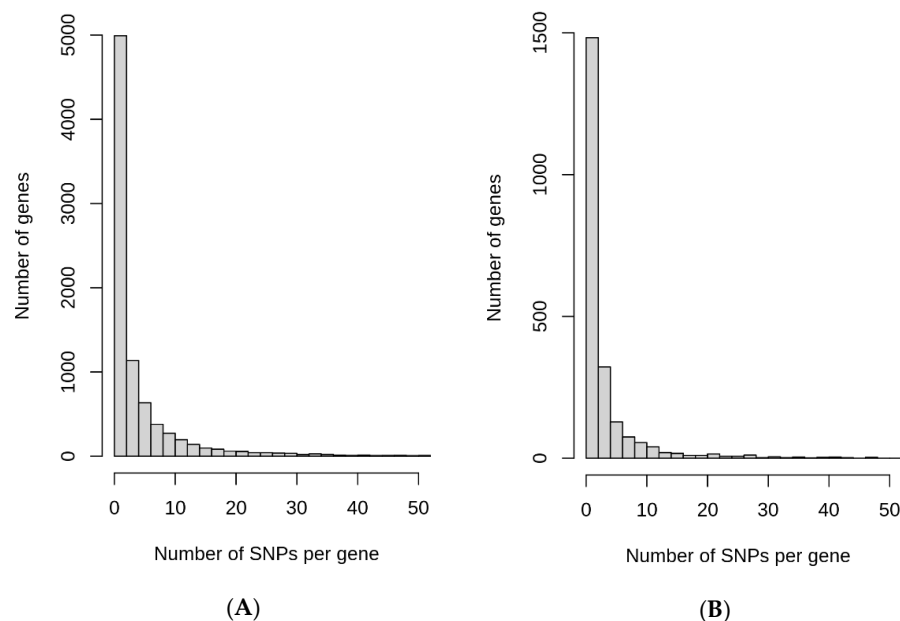 5000
4000
3000
2000
1000
0
Number of genes
0 10 20 30 40 50
Number of SNPs per gene
(A)
1500
1000
500
0
Number of genes
0 10 20 30 40 50
Number of SNPs per gene
(B)